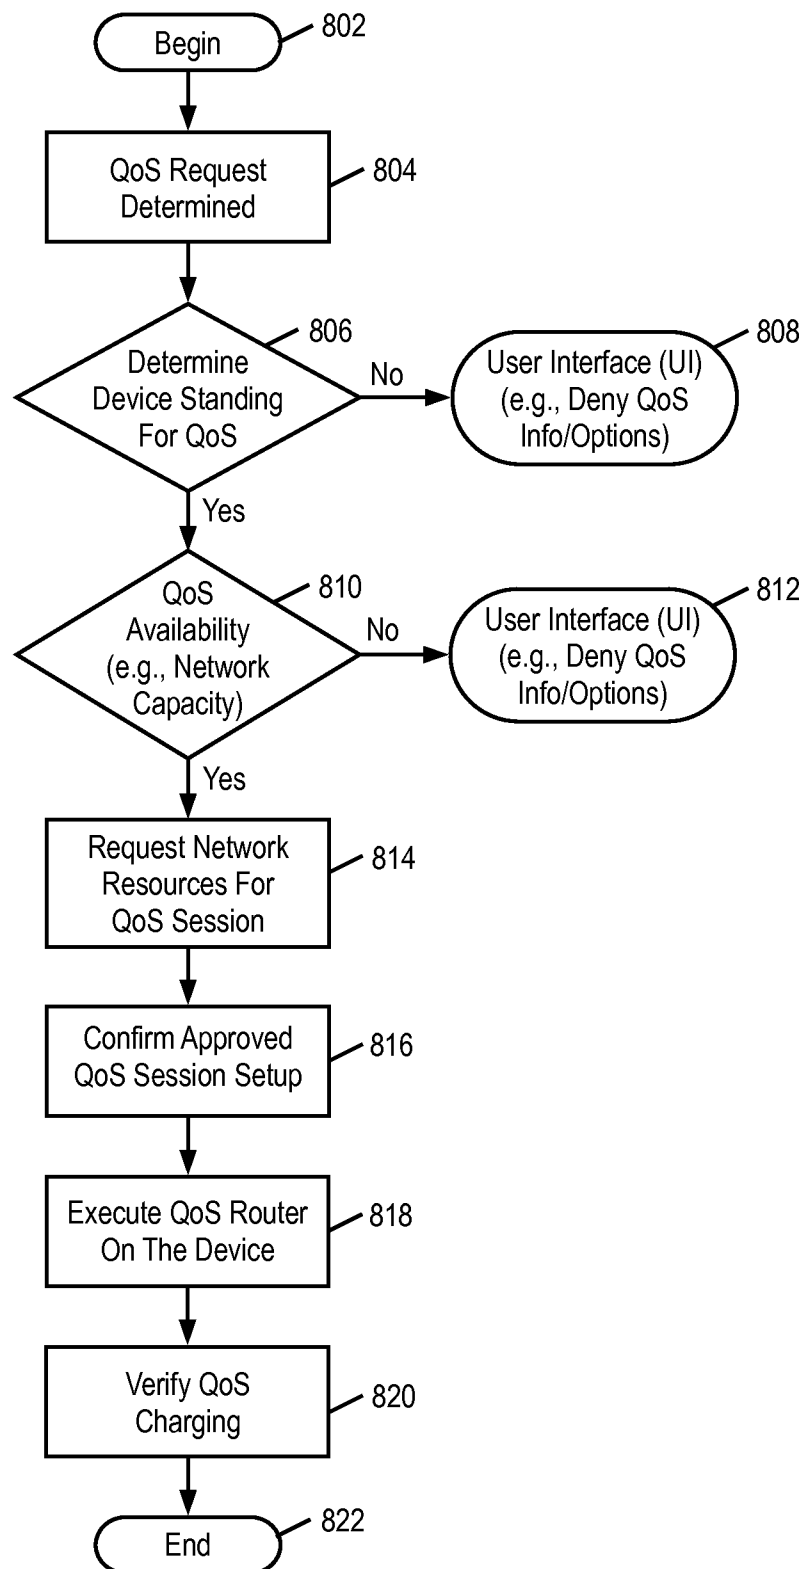 Begin
802
QoS Request
Determined
804
Determine
Device Standing
For QoS
806
No
User Interface (UI)
(e.g., Deny QoS
Info/Options)
808
Yes
QoS
Availability
(e.g., Network
Capacity)
810
No
User Interface (UI)
(e.g., Deny QoS
Info/Options)
812
Yes
Request Network
Resources For
QoS Session
814
Confirm Approved
QoS Session Setup
816
Execute QoS Router
On The Device
818
Verify QoS
Charging
820
End
822